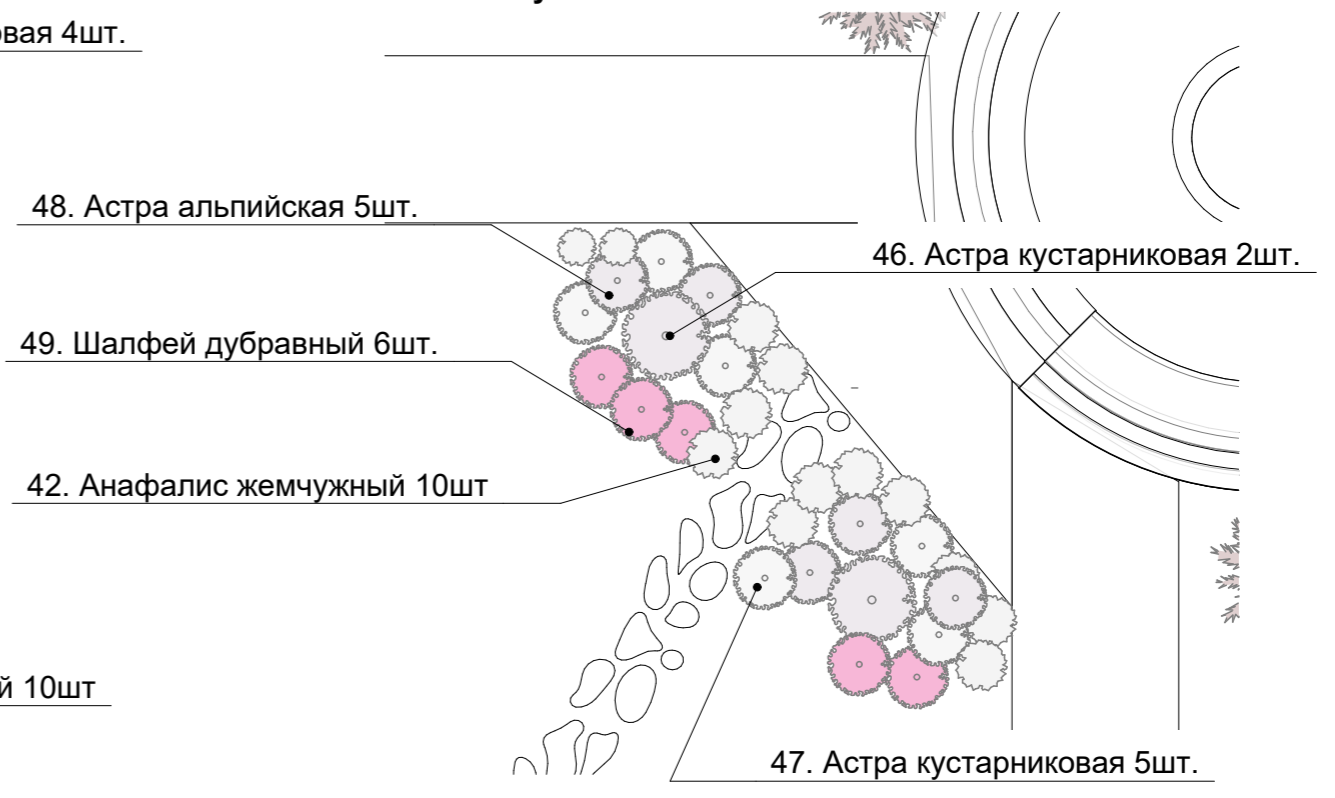 овая 4шт.
48. Астра альпийская 5шт.
46. Астра кустарниковая 2шт.
49. Шалфей дубравный 6шт.
42. Анафалис жемчужный 10шт
й 10шт
47. Астра кустарниковая 5шт.